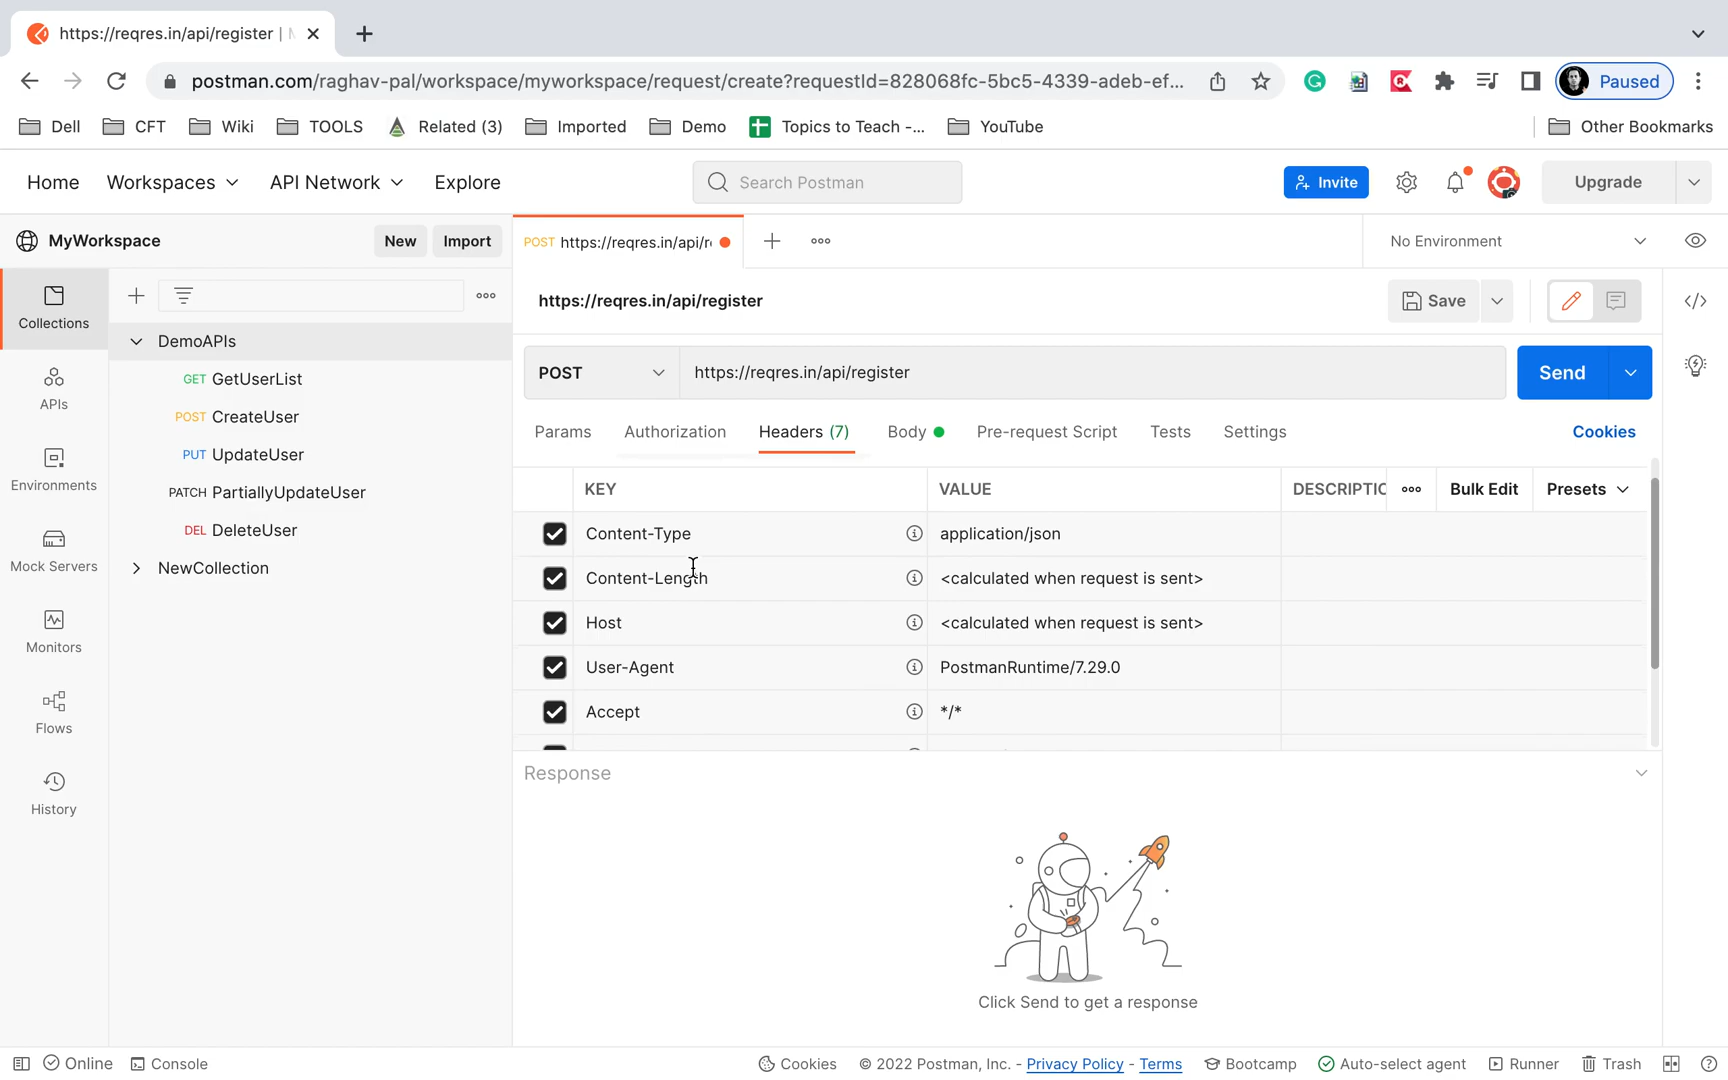 https://reqres.in/api/register | M
postman.com/raghav-pal/workspace/myworkspace/request/create?requestId=828068fc-5bc5-4339-adeb-ef...
Paused
Dell
CFT
Wiki
TOOLS
Related (3)
Imported
Demo
Topics to Teach -...
YouTube
Other Bookmarks
Home
Workspaces
API Network
Explore
Search Postman
Invite
Upgrade
MyWorkspace
New
Import
POST https://reqres.in/api/r
No Environment
Collections
APIs
Environments
Mock Servers
Monitors
Flows
History
DemoAPIs
GET GetUserList
POST CreateUser
PUT UpdateUser
PATCH PartiallyUpdateUser
DEL DeleteUser
NewCollection
https://reqres.in/api/register
Save
POST
https://reqres.in/api/register
Send
Params
Authorization
Headers (7)
Body
Pre-request Script
Tests
Settings
Cookies
KEY VALUE DESCRIPTIC
Bulk Edit
Presets
Content-Type application/json
Content-Length <calculated when request is sent>
Host <calculated when request is sent>
User-Agent PostmanRuntime/7.29.0
Accept */*
Response
Click Send to get a response
Online
Console
Cookies
© 2022 Postman, Inc. - Privacy Policy - Terms
Bootcamp
Auto-select agent
Runner
Trash